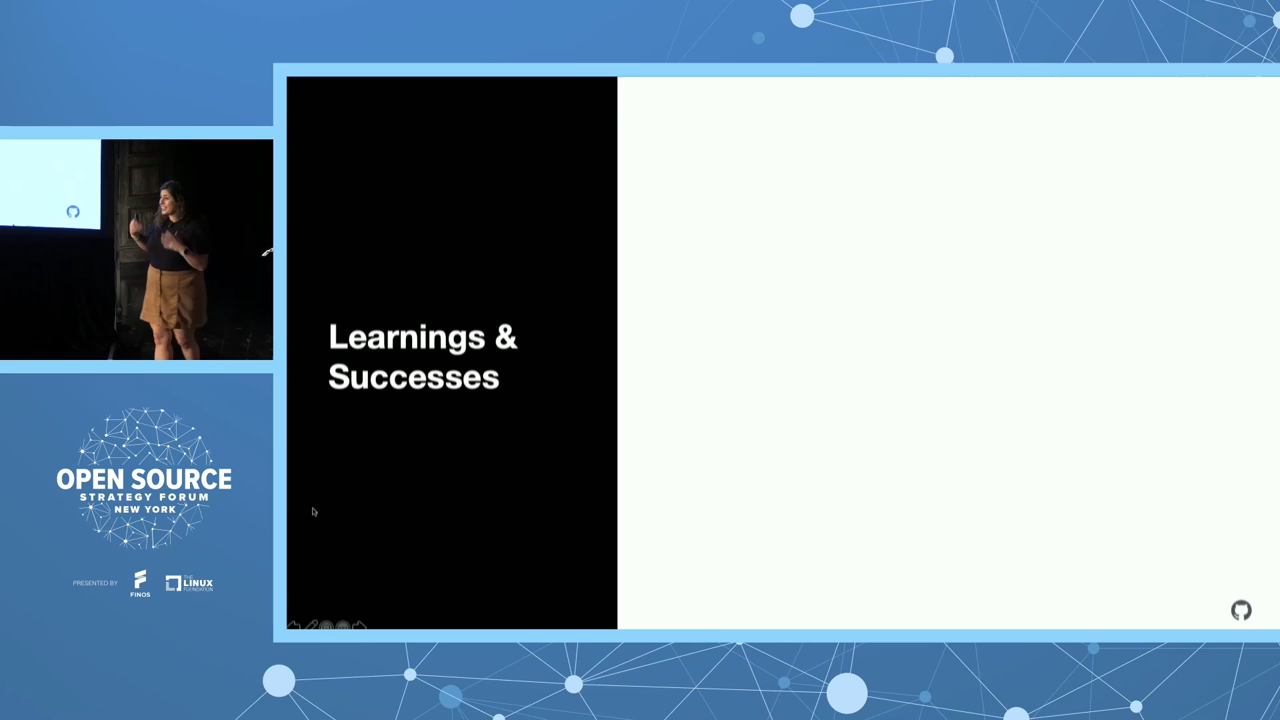 Learnings &
Successes
OPEN SOURCE
STRATEGY FORUM
NEW YORK
PRESENTED BY
FINOS
THE
LINUX
FOUNDATION